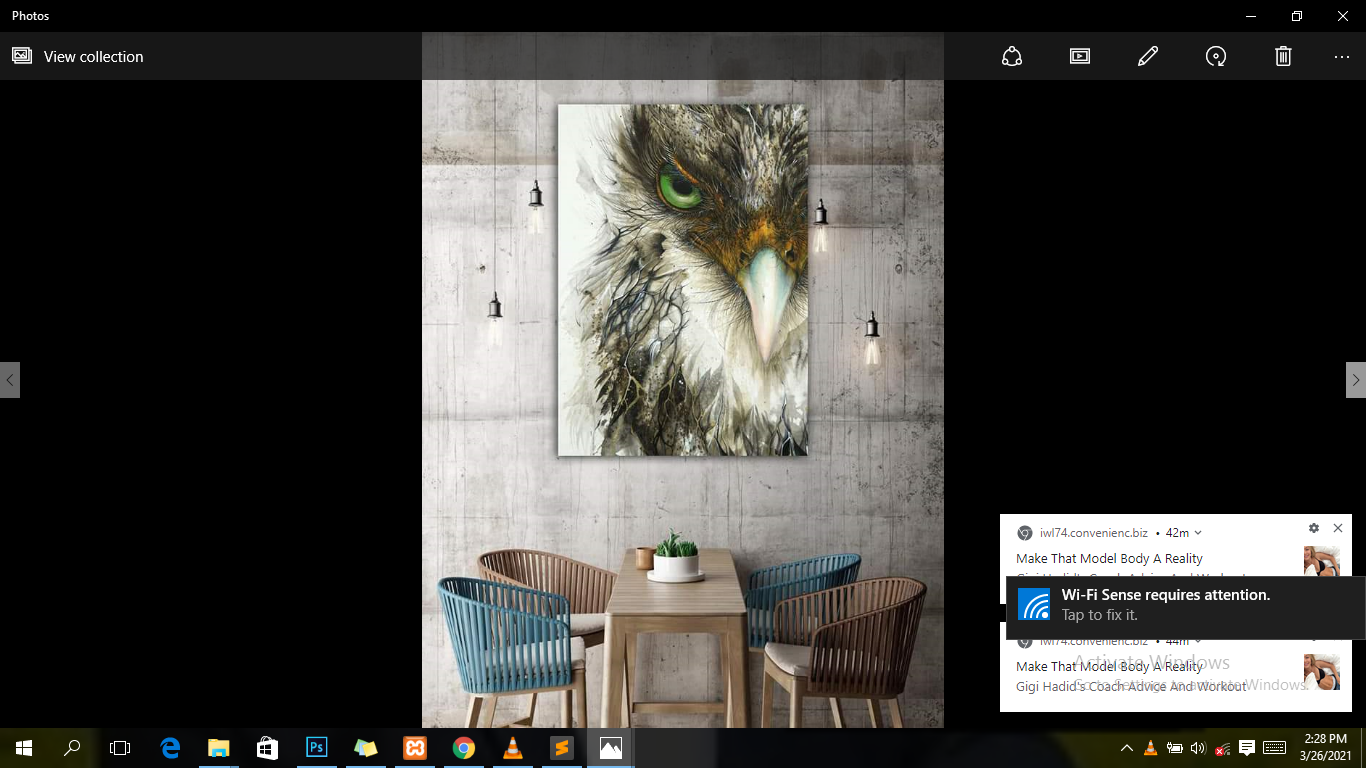 Photos
View collection
iwl74.convenienc.biz • 42m
Make That Model Body A Reality
Gigi Hadid's Coach Advice And Workout
Wi-Fi Sense requires attention.
Tap to fix it.
iwl74.convenienc.biz • 44m
Make That Model Body A Reality
Gigi Hadid's Coach Advice And Workout
Activate Windows
Go to Settings to activate Windows.
Ps
2:28 PM
3/26/2021